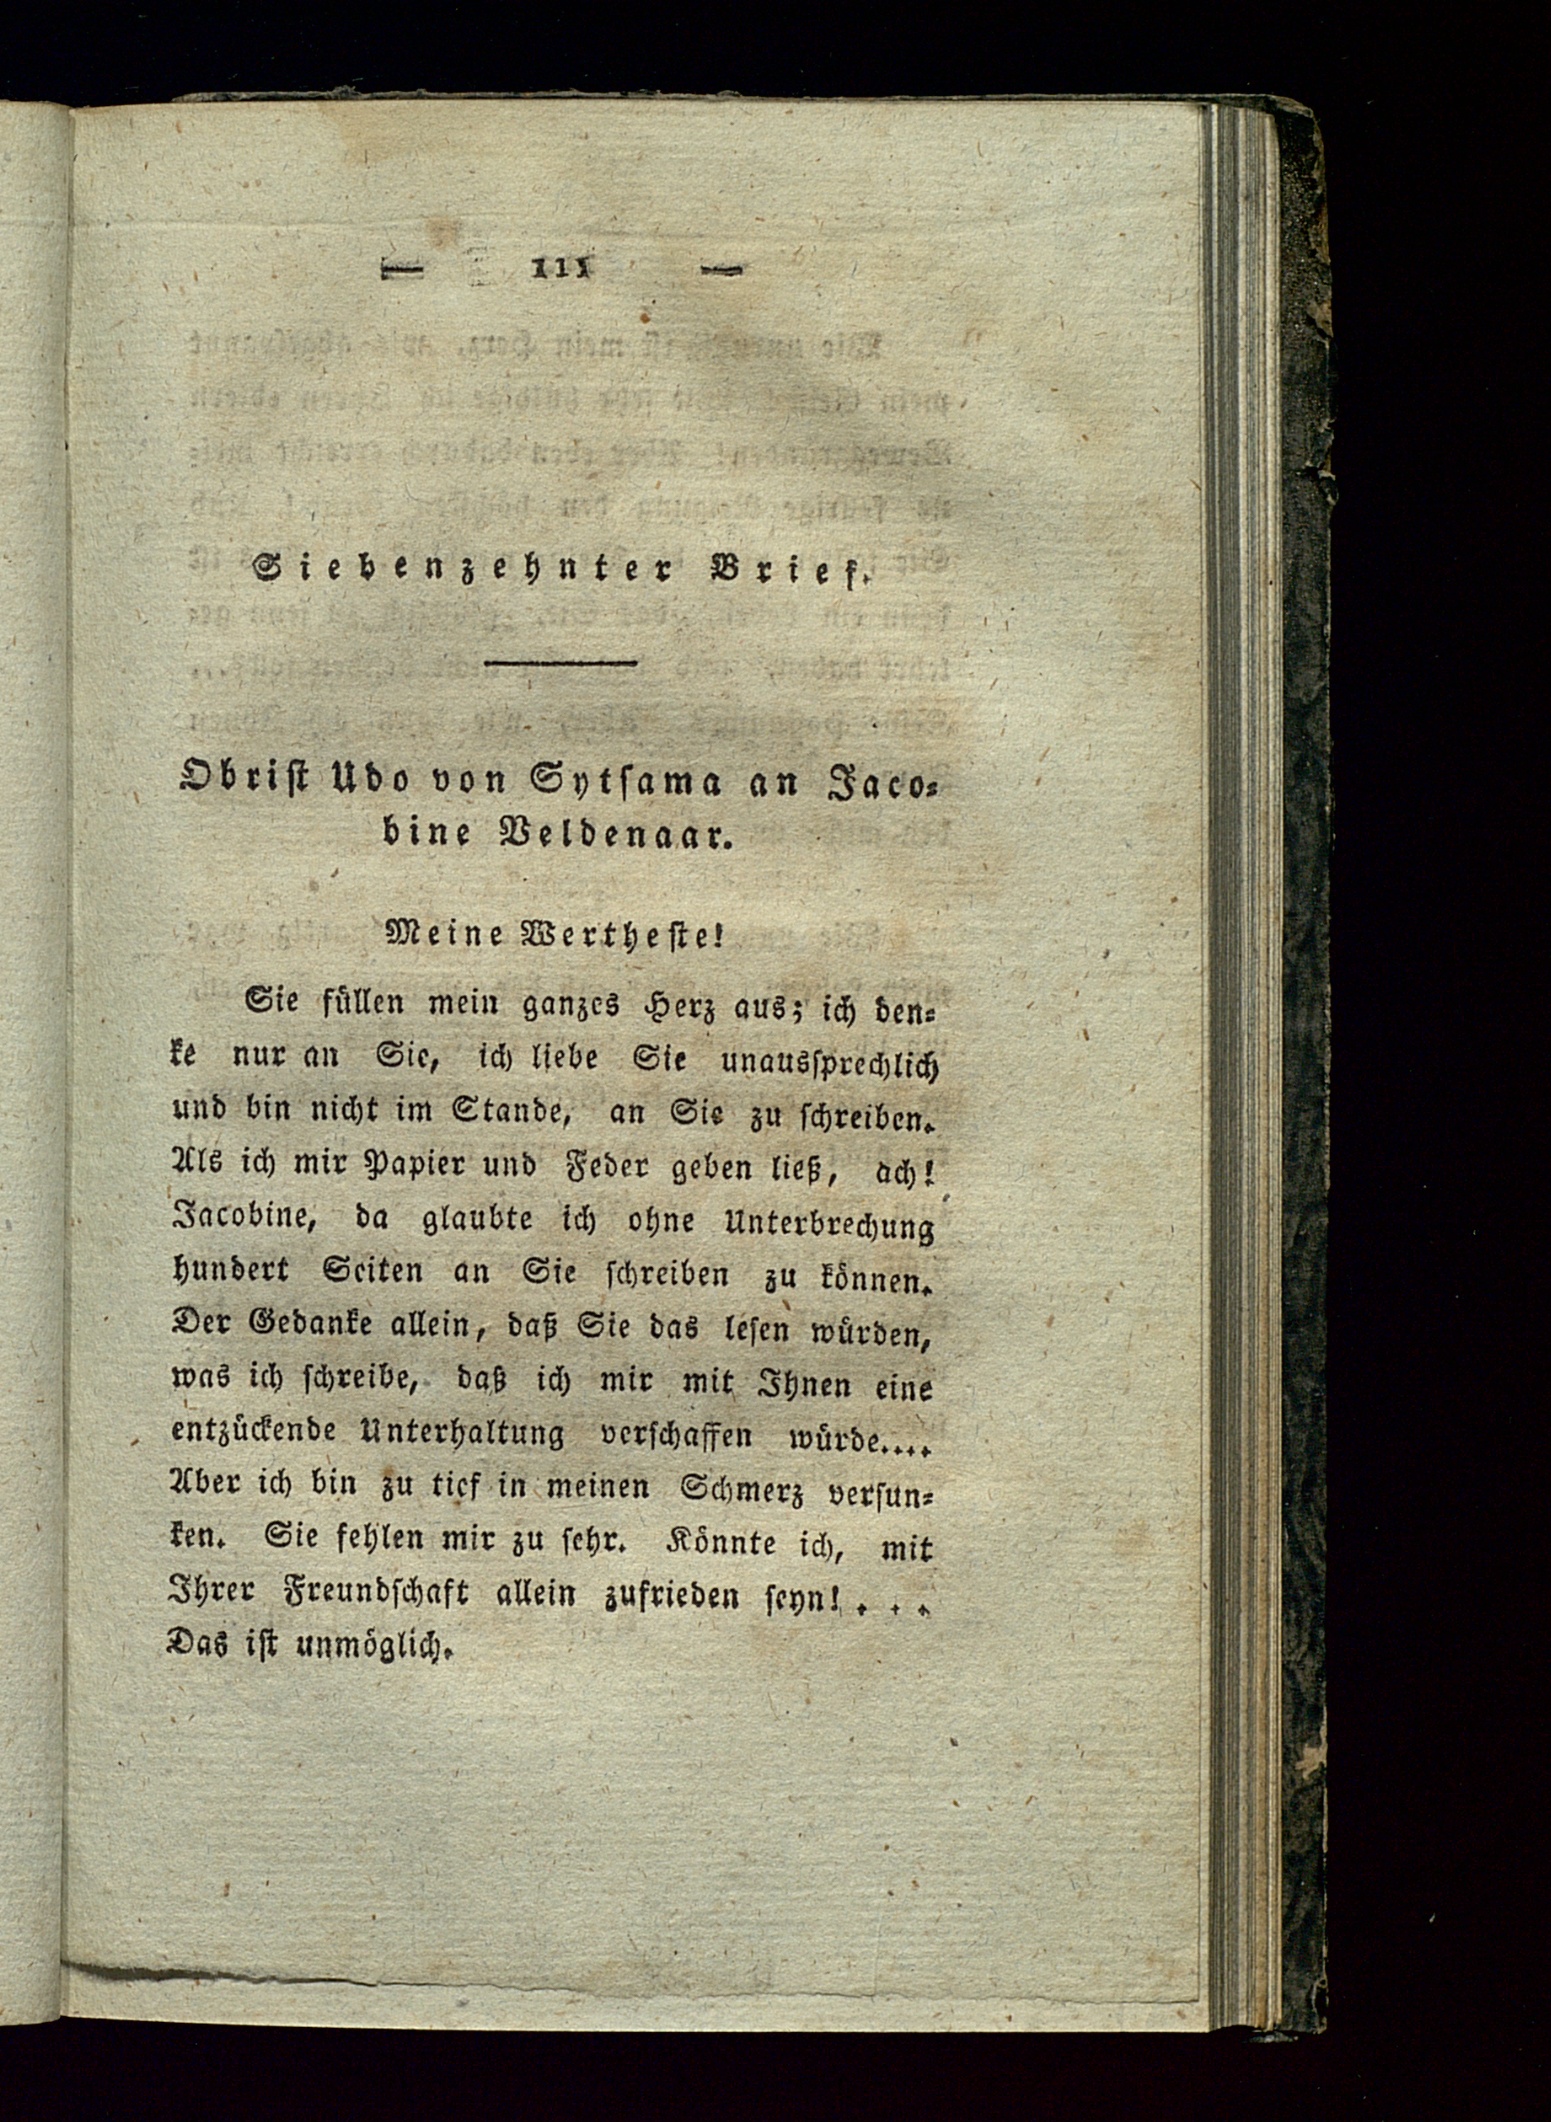 — 111 —
Siebenzehnter Brief.
Obrist Udo von Sytsama an Jaco-
bine Veldenaar.
Meine Wertheste!
Sie füllen mein ganzes Herz aus; ich den-
ke nur an Sie, ich liebe Sie unaussprechlich
und bin nicht im Stande, an Sie zu schreiben.
Als ich mir Papier und Feder geben ließ, ach!
Jacobine, da glaubte ich ohne Unterbrechung
hundert Seiten an Sie schreiben zu können.
Der Gedanke allein, daß Sie das lesen würden,
was ich schreibe, daß ich mir mit Ihnen eine
entzückende Unterhaltung verschaffen würde....
Aber ich bin zu tief in meinen Schmerz versun-
ken. Sie fehlen mir zu sehr. Könnte ich, mit
Ihrer Freundschaft allein zufrieden seyn! . . .
Das ist unmöglich.